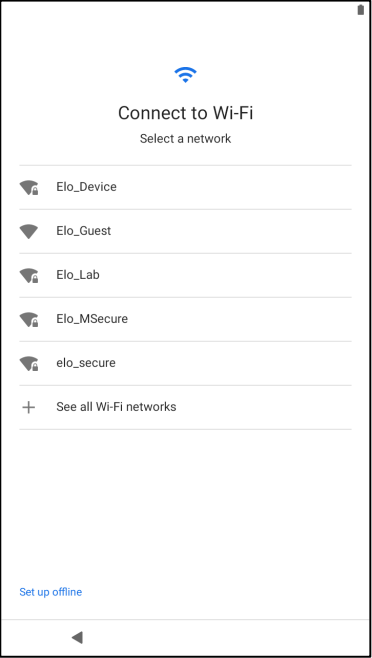 Connect to Wi-Fi
Select a network
Elo_Device
Elo_Guest
Elo_Lab
Elo_MSecure
elo_secure
See all Wi-Fi networks
Set up offline